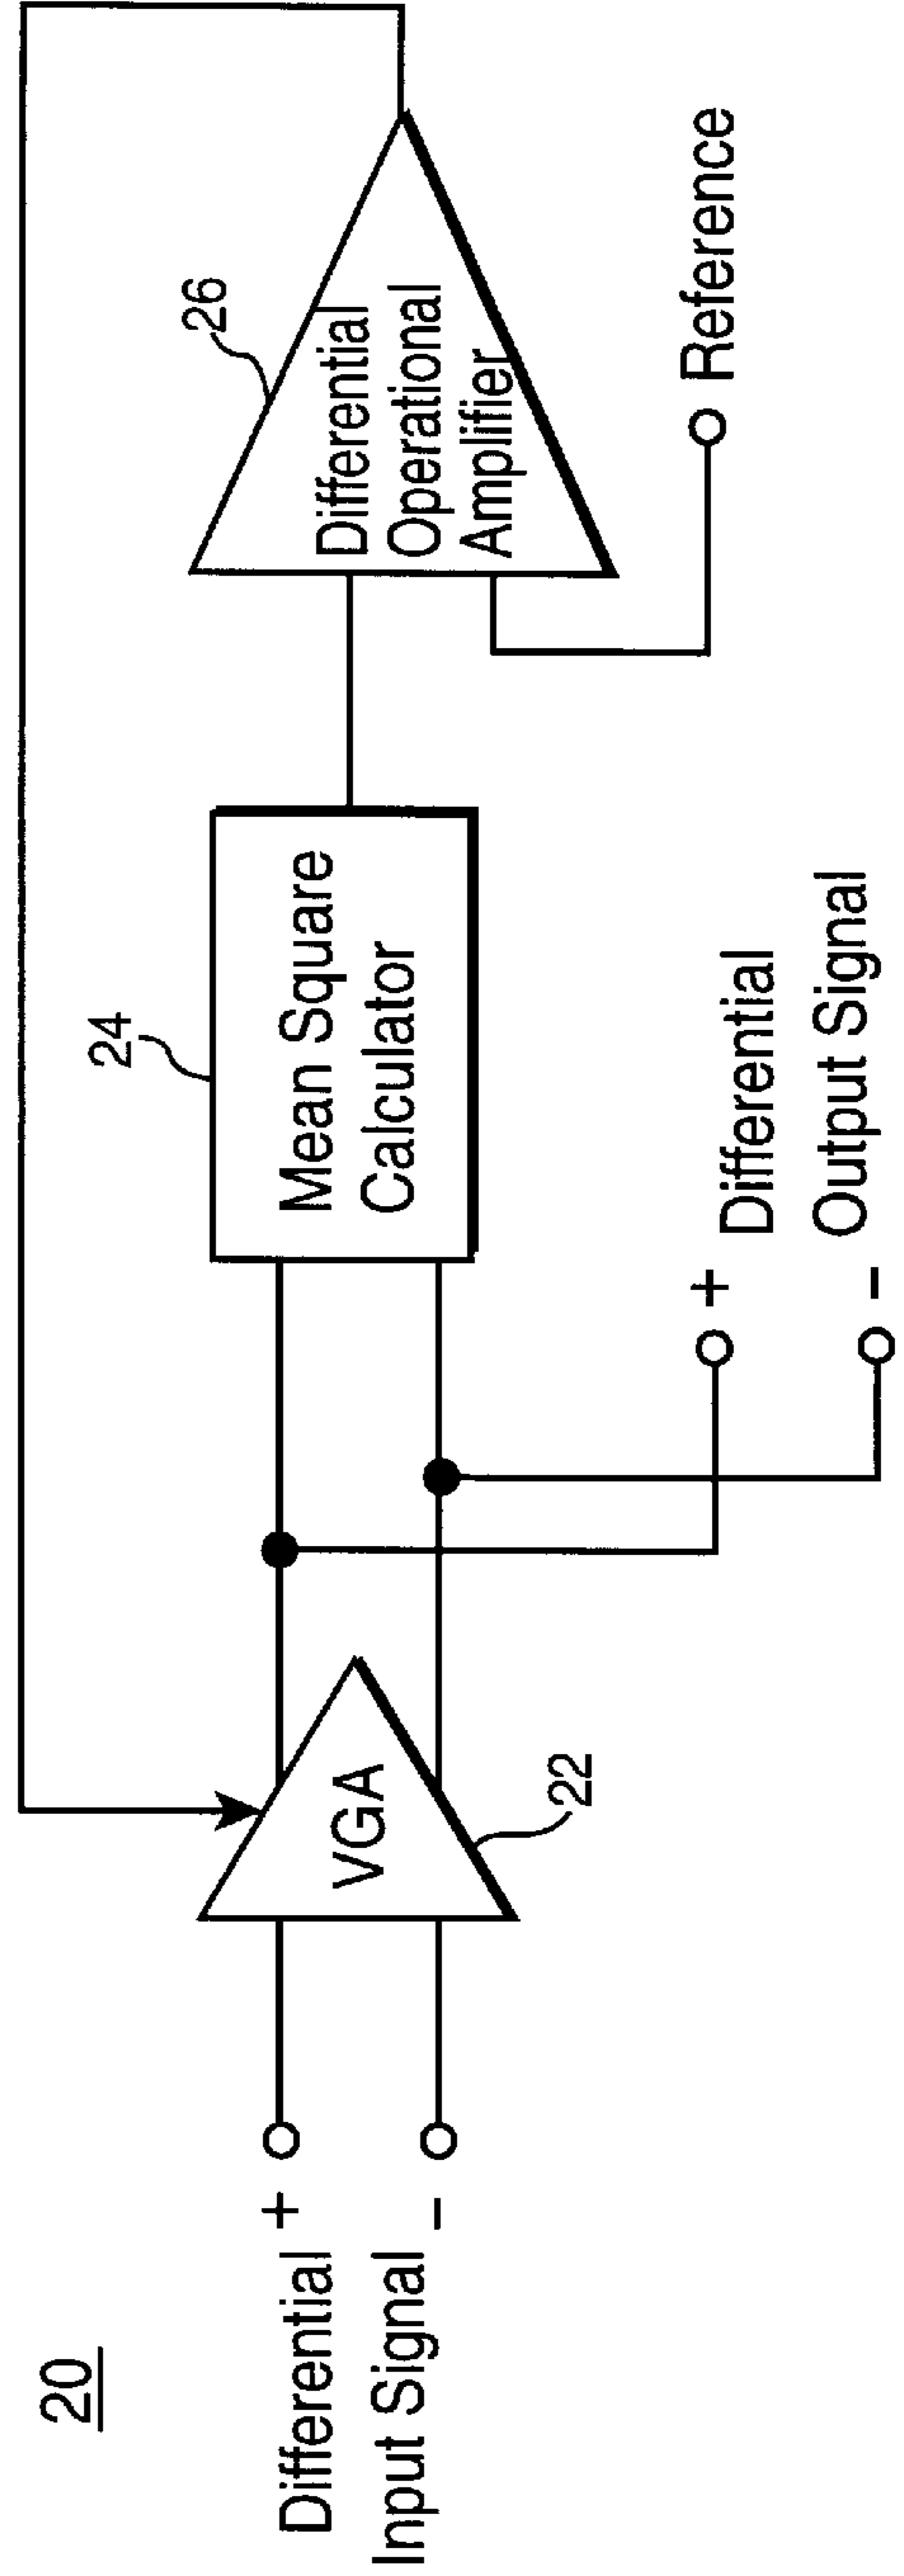 20
Differential
Input Signal
+
-
VGA
22
24
Mean Square
Calculator
+
-
Differential
Output Signal
26
Differential
Operational
Amplifier
Reference